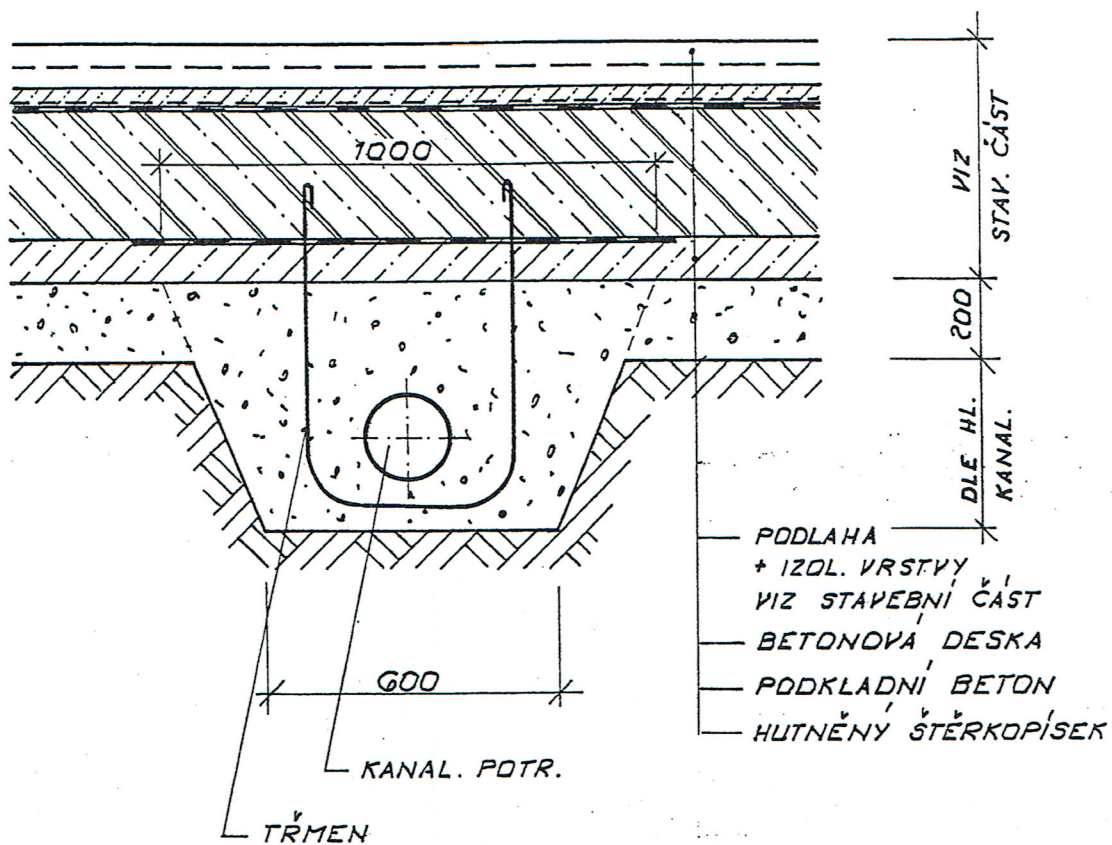 1000
VIZ
STAV. ČÁST
200
DLE HL.
KANAL.
PODLAHA
+ IZOL. VRSTVY
VIZ STAVEBNÍ ČÁST
BETONOVÁ DESKA
PODKLADNÍ BETON
HUTNĚNÝ ŠTĚRKOPÍSEK
600
KANAL. POTR.
TŘMEN